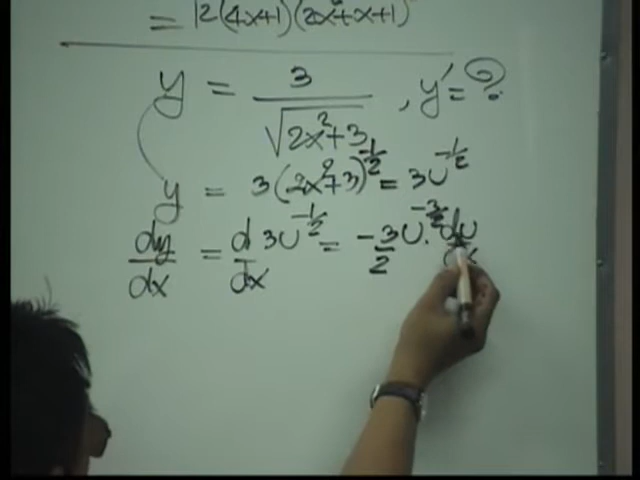 = 12(4x+1)(2x²+x+1)
y = 3/√(2x²+3) , y' = ?
y = 3(2x²+3)^(-1/2) = 3u^(-1/2)
dy/dx = d/dx 3u^(-1/2) = -3/2 u^(-3/2) · du/dx